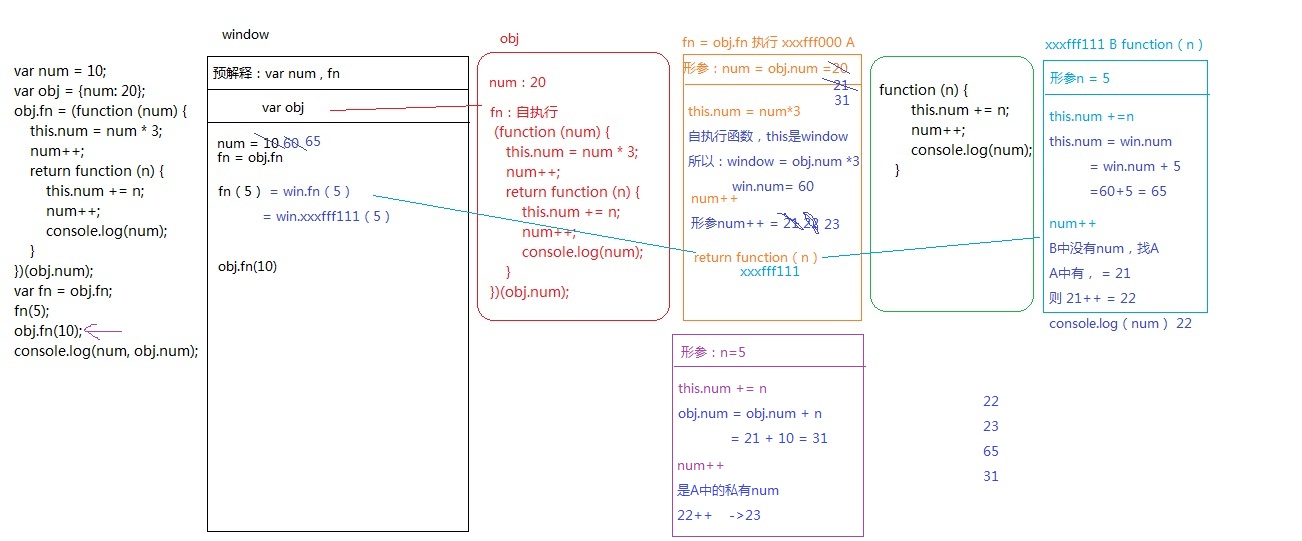 var num = 10;
var obj = {num: 20};
obj.fn = (function (num) {
this.num = num * 3;
num++;
return function (n) {
this.num += n;
num++;
console.log(num);
}
})(obj.num);
var fn = obj.fn;
fn(5);
obj.fn(10);
console.log(num, obj.num);
window
预解释：var num , fn
var obj
num = 10 60 65
fn = obj.fn
fn ( 5 ) = win.fn ( 5 )
= win.xxxfff111 ( 5 )
obj.fn(10)
obj
num：20
fn：自执行
(function (num) {
this.num = num * 3;
num++;
return function (n) {
this.num += n;
num++;
console.log(num);
}
})(obj.num);
fn = obj.fn 执行 xxxfff000 A
形参：num = obj.num =20
21
31
this.num = num*3
自执行函数，this是window
所以：window = obj.num *3
win.num= 60
num++
形参num++ = 21 22 23
return function ( n )
xxxfff111
function (n) {
this.num += n;
num++;
console.log(num);
}
xxxfff111 B function ( n )
形参n = 5
this.num +=n
this.num = win.num
= win.num + 5
=60+5 = 65
num++
B中没有num，找A
A中有，= 21
则 21++ = 22
console.log ( num ) 22
形参：n=5
this.num += n
obj.num = obj.num + n
= 21 + 10 = 31
num++
是A中的私有num
22++ ->23
22
23
65
31